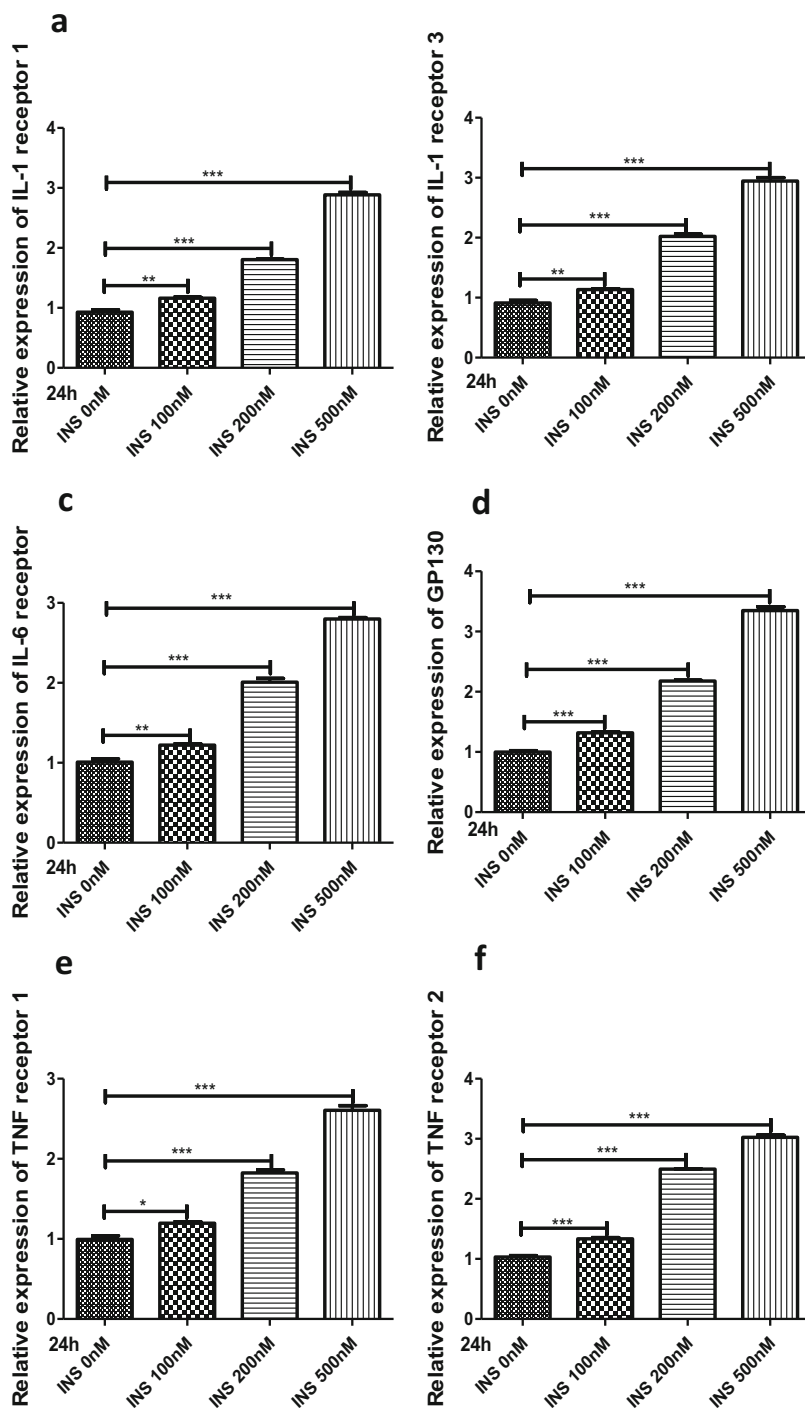 a
Relative expression of IL-1 receptor 1
4
3
2
1
0
***
***
**
24h
INS 0nM
INS 100nM
INS 200nM
INS 500nM
Relative expression of IL-1 receptor 3
4
3
2
1
0
***
***
**
24h
INS 0nM
INS 100nM
INS 200nM
INS 500nM
c
Relative expression of IL-6 receptor
3
2
1
0
***
***
**
24h
INS 0nM
INS 100nM
INS 200nM
INS 500nM
d
Relative expression of GP130
4
3
2
1
0
***
***
***
24h
INS 0nM
INS 100nM
INS 200nM
INS 500nM
e
Relative expression of TNF receptor 1
3
2
1
0
***
***
*
24h
INS 0nM
INS 100nM
INS 200nM
INS 500nM
f
Relative expression of TNF receptor 2
4
3
2
1
0
***
***
***
24h
INS 0nM
INS 100nM
INS 200nM
INS 500nM